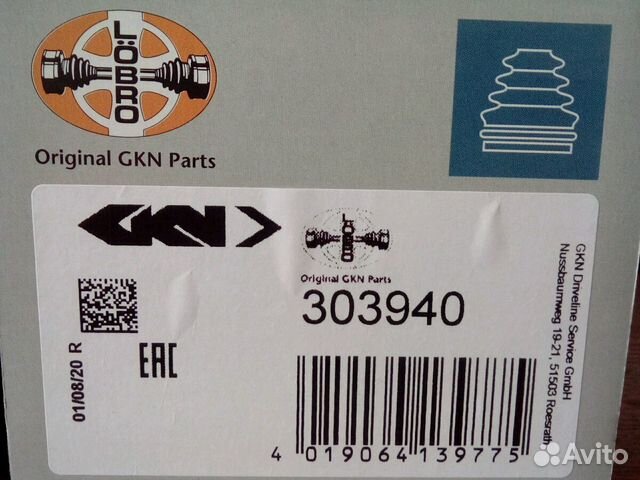 LÖBRO
Original GKN Parts
GKN
LÖBRO
Original GKN Parts
303940
01/08/20 R
EAC
4 019064 139775
GKN Driveline Service GmbH
Nussbaumweg 19-21, 51503 Roesrath
Avito